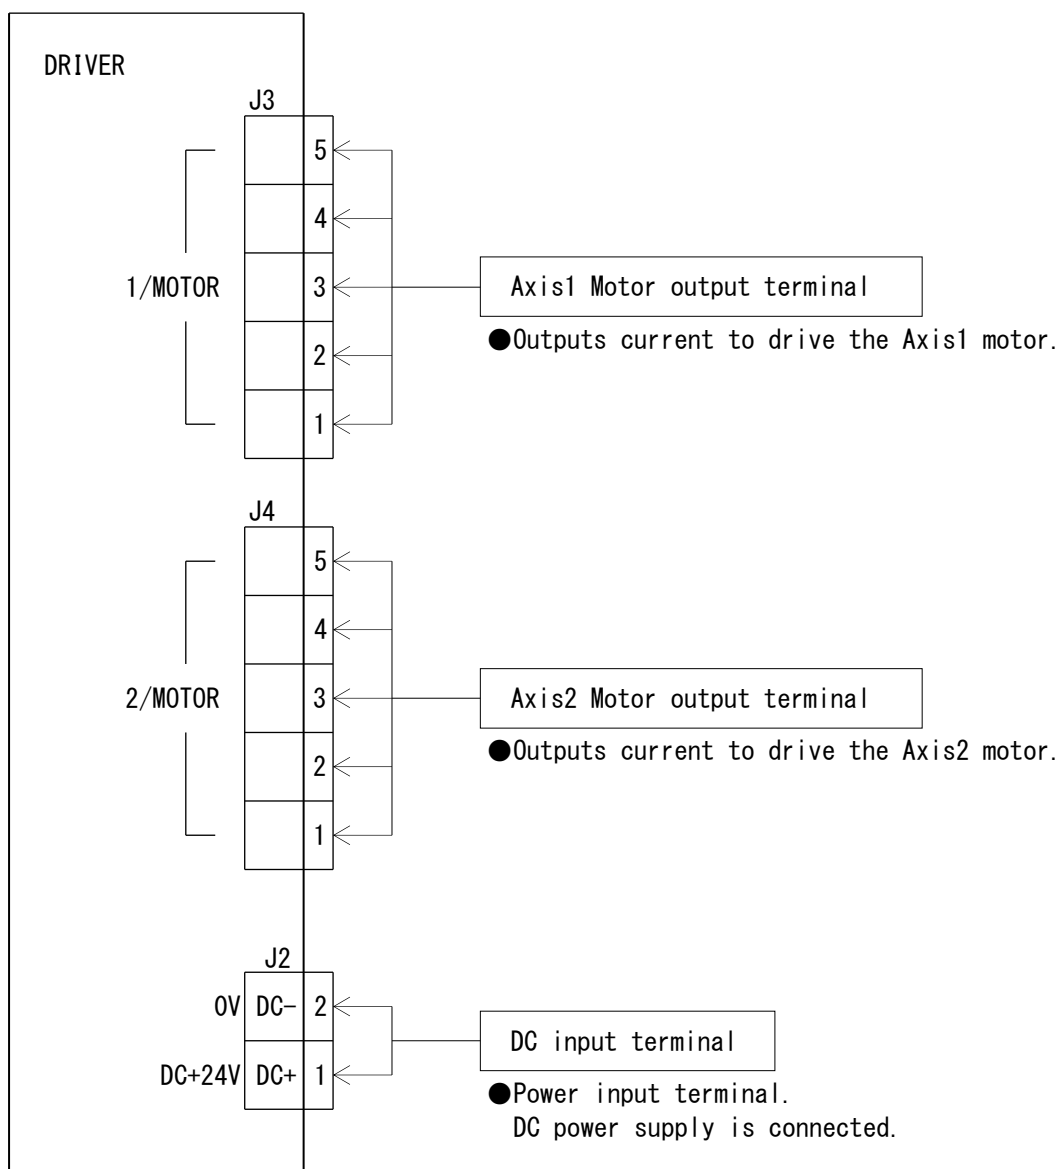 DRIVER
J3
5
4
1/MOTOR 3 Axis1 Motor output terminal
●Outputs current to drive the Axis1 motor.
2
1
J4
5
4
2/MOTOR 3 Axis2 Motor output terminal
●Outputs current to drive the Axis2 motor.
2
1
J2
0V DC- 2
DC input terminal
DC+24V DC+ 1
●Power input terminal.
DC power supply is connected.